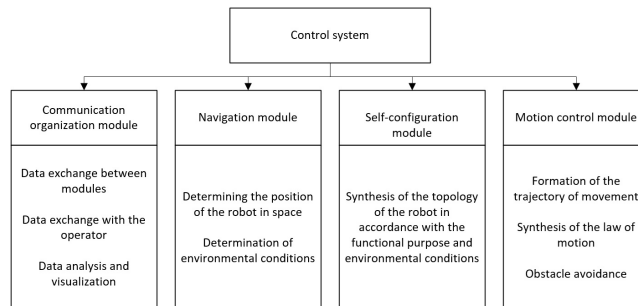 Control system
Communication
organization module
Data exchange between
modules
Data exchange with the
operator
Data analysis and
visualization
Navigation module
Determining the position
of the robot in space
Determination of
environmental conditions
Self-configuration
module
Synthesis of the topology
of the robot in
accordance with the
functional purpose and
environmental conditions
Motion control module
Formation of the
trajectory of movement
Synthesis of the law of
motion
Obstacle avoidance